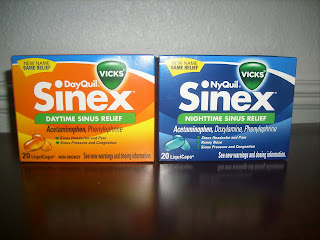 NEW NAME
SAME RELIEF
VICKS
DayQuil
Sinex
DAYTIME SINUS RELIEF
Acetaminophen, Phenylephrine
Sinus Headache and Pain
Sinus Pressure and Congestion
20 LiquiCaps
NON-DROWSY
See new warnings and dosing information.
NEW NAME
SAME RELIEF
VICKS
NyQuil
Sinex
NIGHTTIME SINUS RELIEF
Acetaminophen, Doxylamine, Phenylephrine
Sinus Headache and Pain
Runny Nose
Sinus Pressure and Congestion
20 LiquiCaps
See new warnings and dosing information.